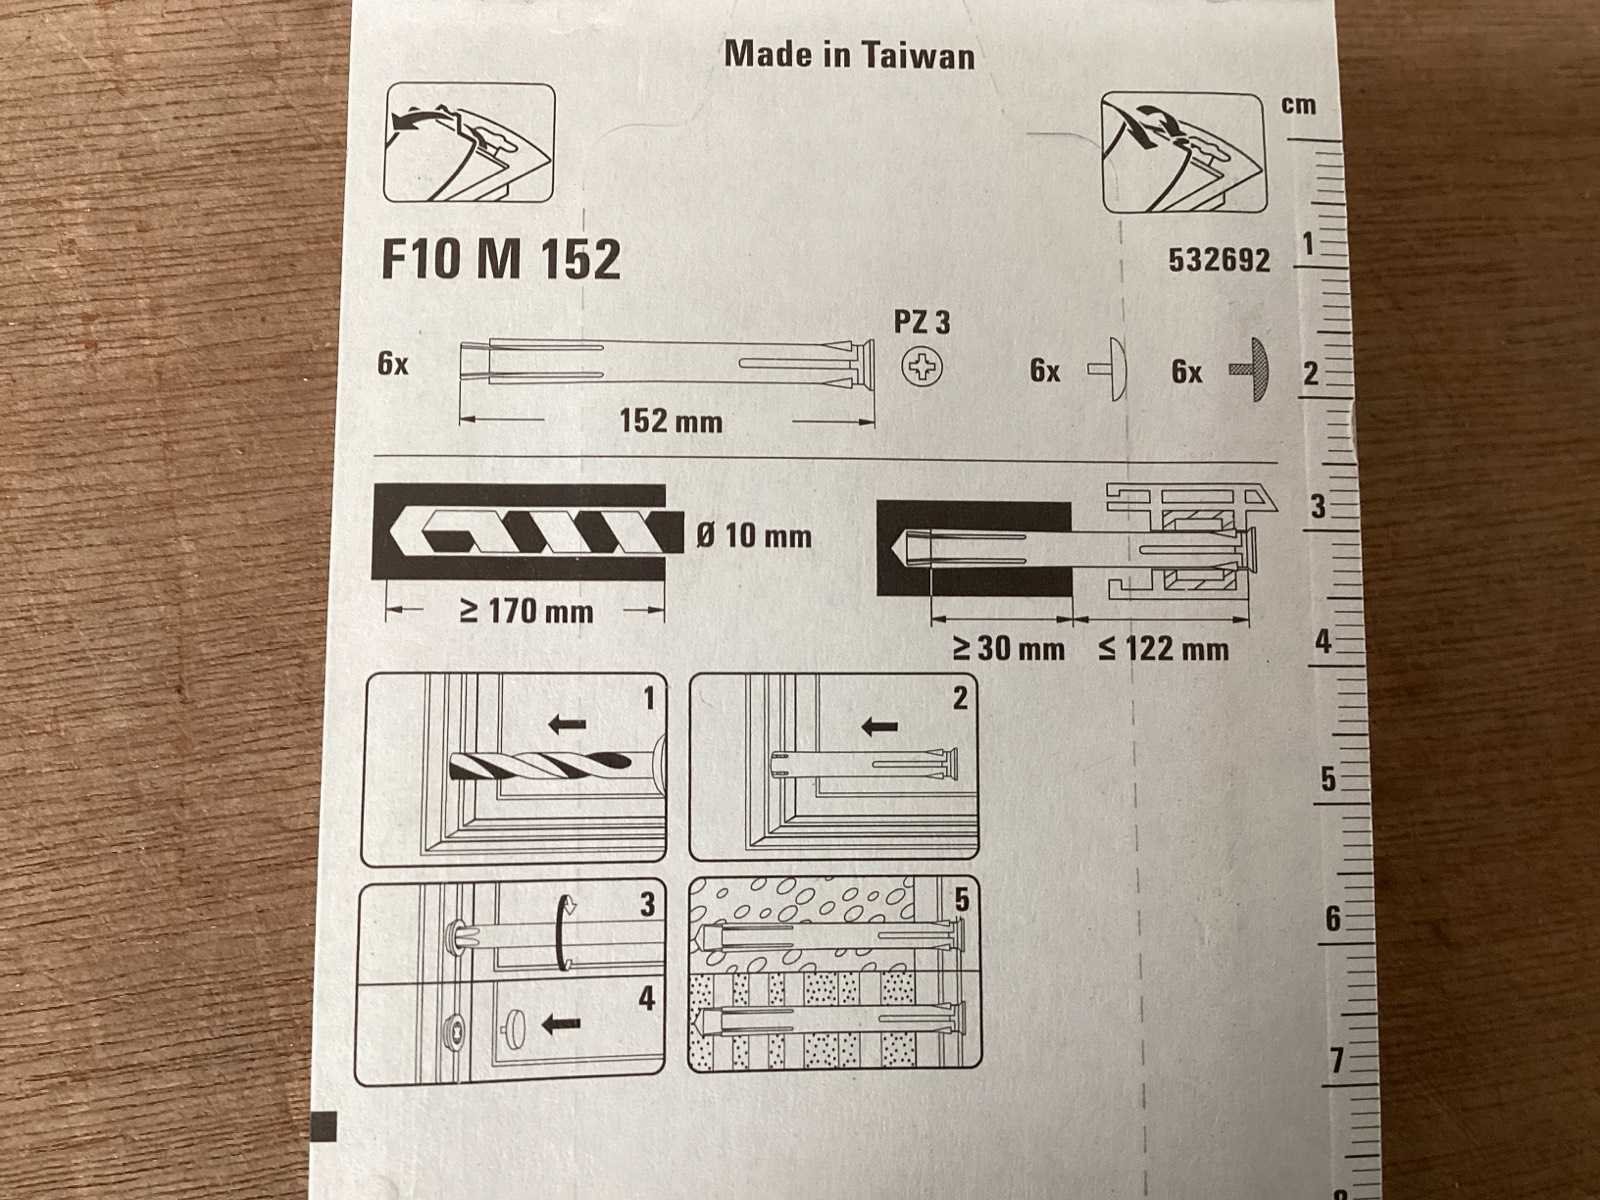 Made in Taiwan
cm
F10 M 152
532692
1
PZ 3
6x
6x
6x
2
152 mm
3
Ø 10 mm
≥ 170 mm
≥ 30 mm
≤ 122 mm
4
1
2
5
3
5
6
4
7
8